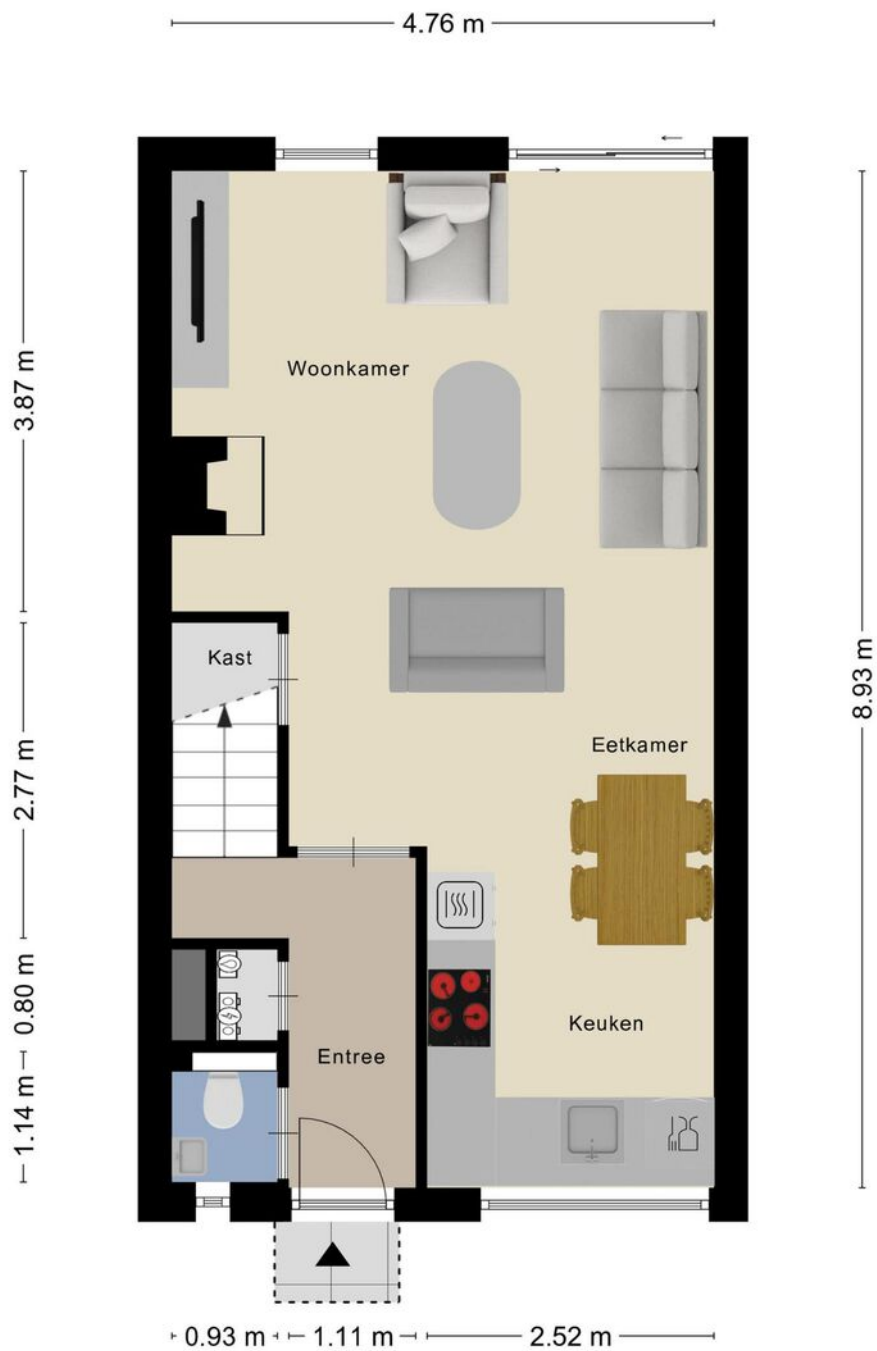 4.76 m
Woonkamer
3.87 m
Kast
8.93 m
Eetkamer
2.77 m
0.80 m
Keuken
Entree
1.14 m
0.93 m
1.11 m
2.52 m